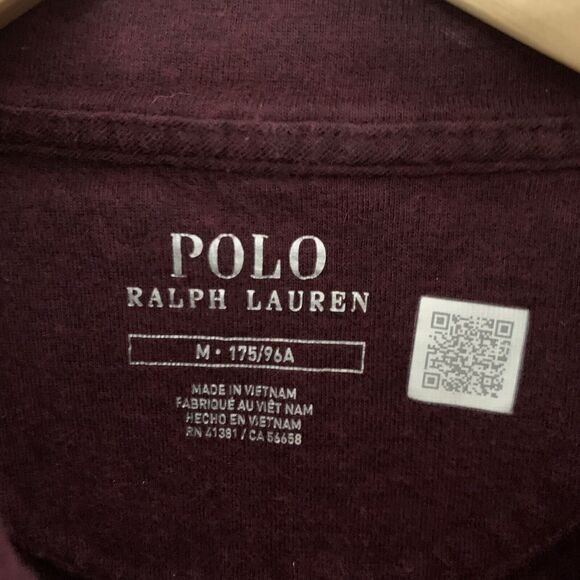 POLO
RALPH LAUREN
M • 175/96A
MADE IN VIETNAM
FABRIQUÉ AU VIÊT NAM
HECHO EN VIETNAM
RN 41381 / CA 56658